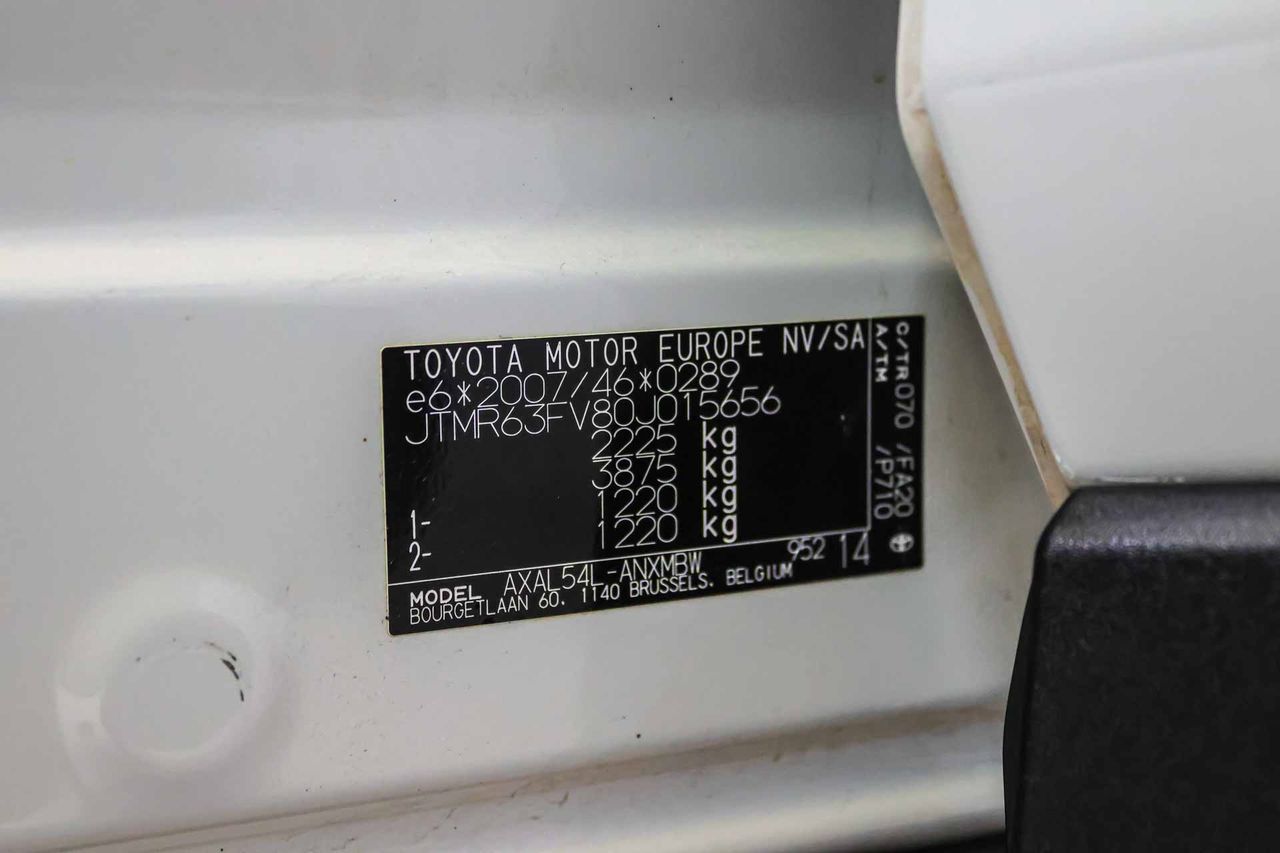 TOYOTA MOTOR EUROPE NV/SA
e6*2007/46*0289
JTMR63FV80J015656
2225 kg
3875 kg
1- 1220 kg
2- 1220 kg
MODEL AXAL54L-ANXMBW 952 14
BOURGETLAAN 60, 1140 BRUSSELS. BELGIUM
C/TR 070 /FA20
A/TM /P710